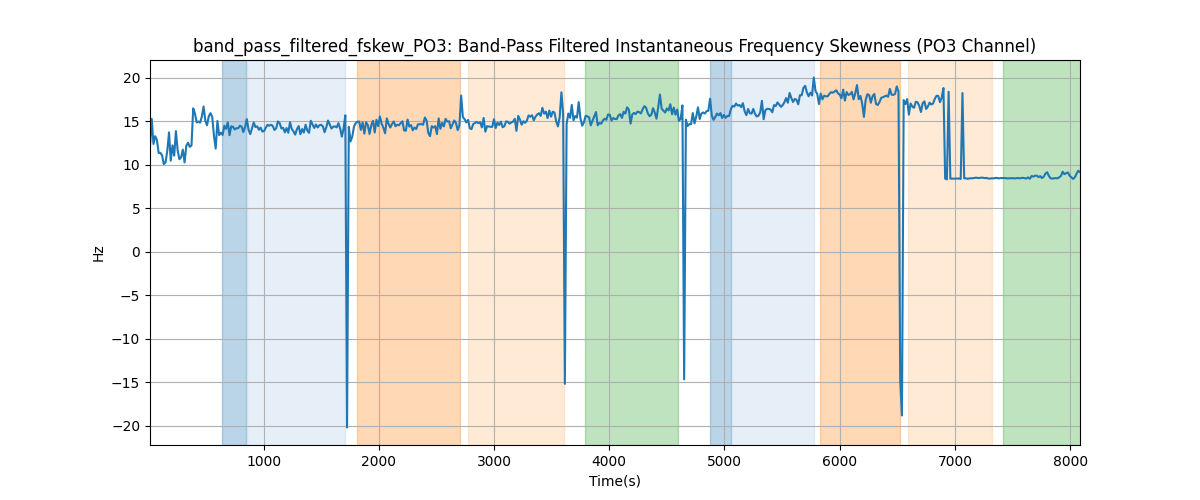 band_pass_filtered_fskew_PO3: Band-Pass Filtered Instantaneous Frequency Skewness (PO3 Channel)
20
15
10
5
0
−5
−10
−15
−20
Hz
1000 2000 3000 4000 5000 6000 7000 8000
Time(s)